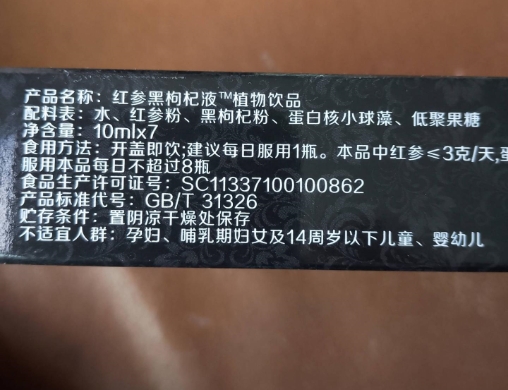 产品名称：红参黑枸杞液™植物饮品
配料表：水、红参粉、黑枸杞粉、蛋白核小球藻、低聚果糖
净含量：10mlx7
食用方法：开盖即饮;建议每日服用1瓶。本品中红参≤3克/天,蛋
服用本品每日不超过8瓶
食品生产许可证号：SC11337100100862
产品标准代号：GB/T 31326
贮存条件：置阴凉干燥处保存
不适宜人群：孕妇、哺乳期妇女及14周岁以下儿童、婴幼儿